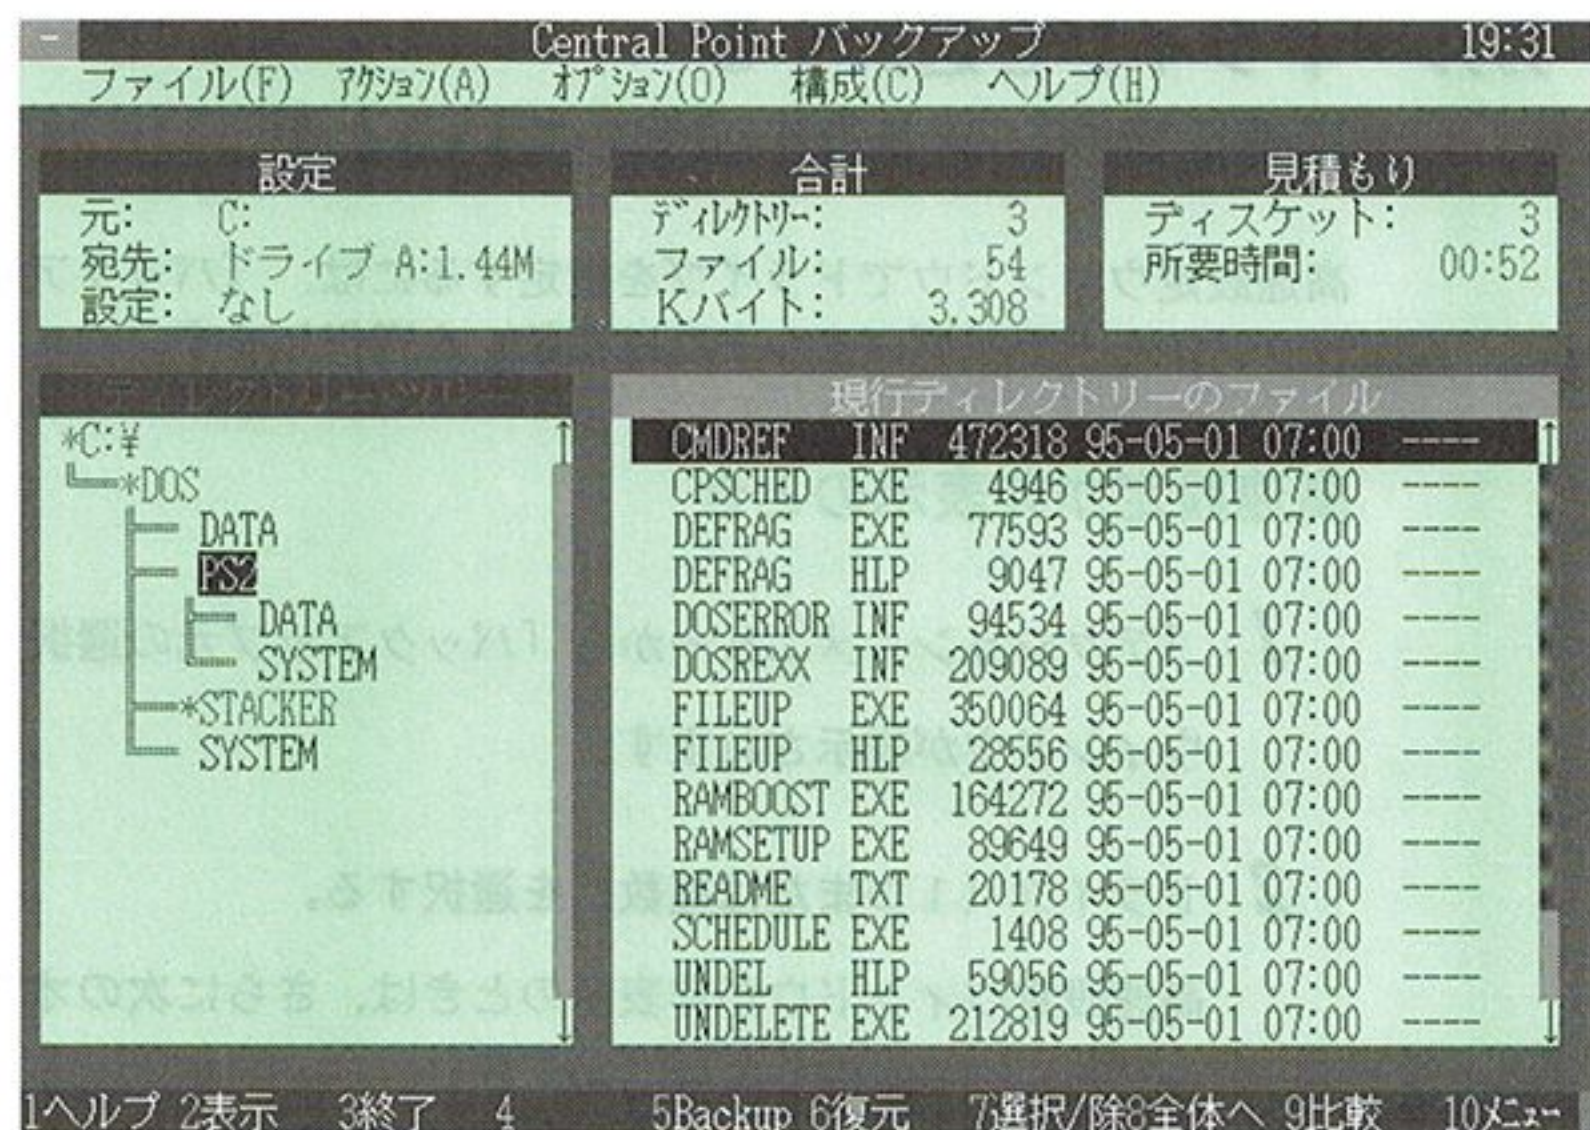 Central Point バックアップ 19:31
ファイル(F) アクション(A) オプション(O) 構成(C) ヘルプ(H)
設定
元: C:
宛先: ドライブ A:1.44M
設定: なし
合計
ディレクトリー: 3
ファイル: 54
Kバイト: 3.308
見積もり
ディスケット: 3
所要時間: 00:52
ディレクトリー・ツリー
*C:¥
*DOS
DATA
PS2
DATA
SYSTEM
*STACKER
SYSTEM
現行ディレクトリーのファイル
CMDREF INF 472318 95-05-01 07:00 ----
CPSCHED EXE 4946 95-05-01 07:00 ----
DEFRAG EXE 77593 95-05-01 07:00 ----
DEFRAG HLP 9047 95-05-01 07:00 ----
DOSERROR INF 94534 95-05-01 07:00 ----
DOSREXX INF 209089 95-05-01 07:00 ----
FILEUP EXE 350064 95-05-01 07:00 ----
FILEUP HLP 28556 95-05-01 07:00 ----
RAMBOOST EXE 164272 95-05-01 07:00 ----
RAMSETUP EXE 89649 95-05-01 07:00 ----
README TXT 20178 95-05-01 07:00 ----
SCHEDULE EXE 1408 95-05-01 07:00 ----
UNDEL HLP 59056 95-05-01 07:00 ----
UNDELETE EXE 212819 95-05-01 07:00 ----
1ヘルプ 2表示 3終了 4 5Backup 6復元 7選択/除8全体へ 9比較 10メニュー